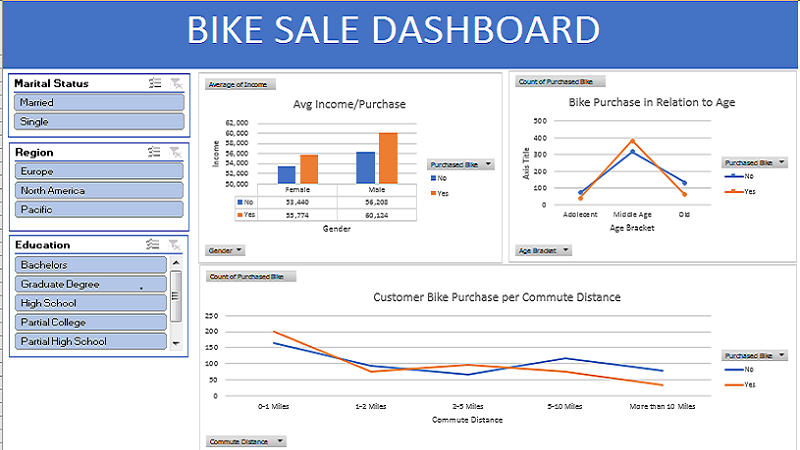 BIKE SALE DASHBOARD
Marital Status
Married
Single
Region
Europe
North America
Pacific
Education
Bachelors
Graduate Degree
High School
Partial College
Partial High School
Average of Income
Avg Income/Purchase
Income
62,000
60,000
58,000
56,000
54,000
52,000
50,000
Female Male
No 53,440 56,208
Yes 55,774 60,124
Gender
Purchased Bike
No
Yes
Gender
Count of Purchased Bike
Bike Purchase in Relation to Age
Axis Title
500
400
300
200
100
0
Adolecent Middle Age Old
Age Bracket
Purchased Bike
No
Yes
Age Bracket
Count of Purchased Bike
Customer Bike Purchase per Commute Distance
250
200
150
100
50
0
0-1 Miles 1-2 Miles 2-5 Miles 5-10 Miles More than 10 Miles
Commute Distance
Purchased Bike
No
Yes
Commute Distance